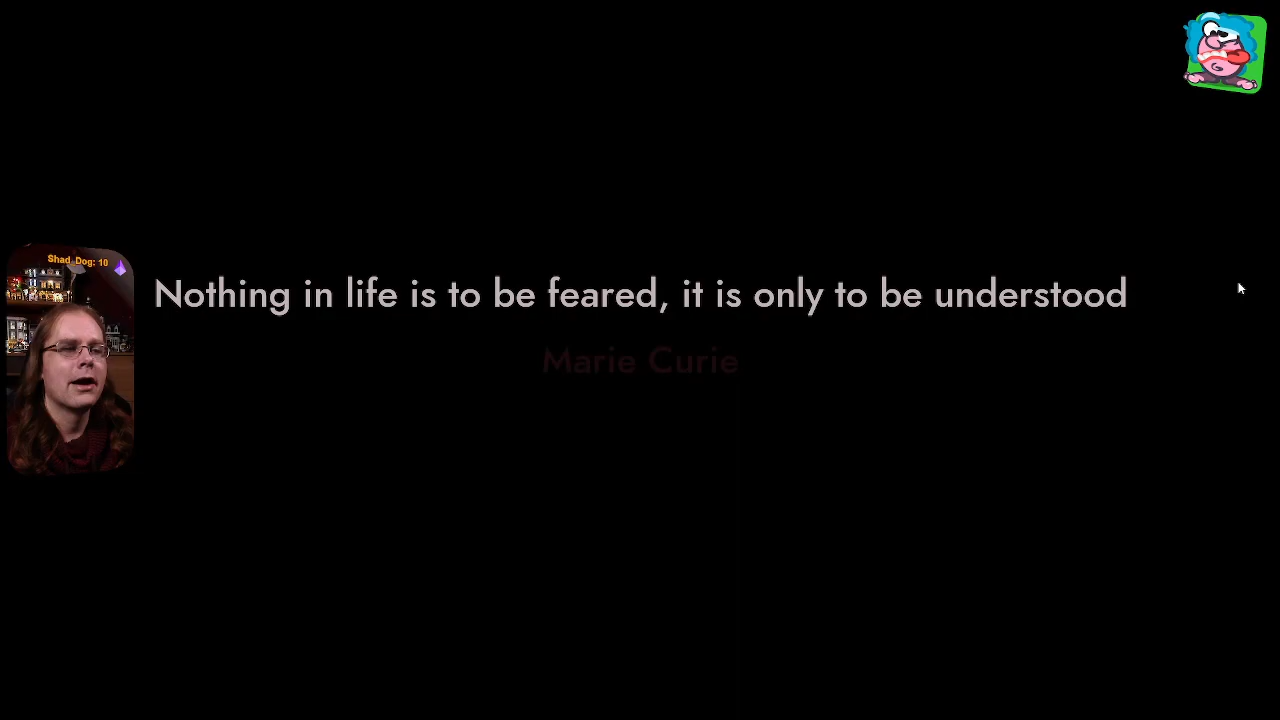 Shad_Dog: 10
Nothing in life is to be feared, it is only to be understood
Marie Curie